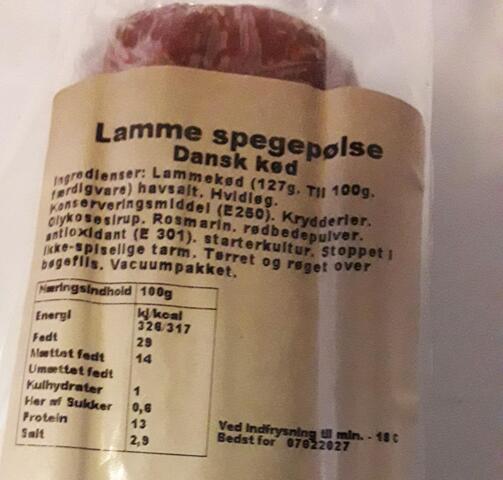 Lamme spegepølse
Dansk kød
Ingredienser: Lammekød (127g. Til 100g.
færdigvare) havsalt. Hvidløg.
Konserveringsmiddel (E250). Krydderier.
Glykosesirup. Rosmarin. rødbedepulver.
antioxidant (E 301). starterkultur. Stoppet i
ikke-spiselige tarm. Tørret og røget over
bøgeflis. Vacuumpakket.
Næringsindhold 100g
Energi kj/kcal
326/317
Fedt 29
Mættet fedt 14
Umættet fedt
Kulhydrater 1
Her af Sukker 0,6
Protein 13
Salt 2,9
Ved indfrysning til min. - 18 C
Bedst for 07022027